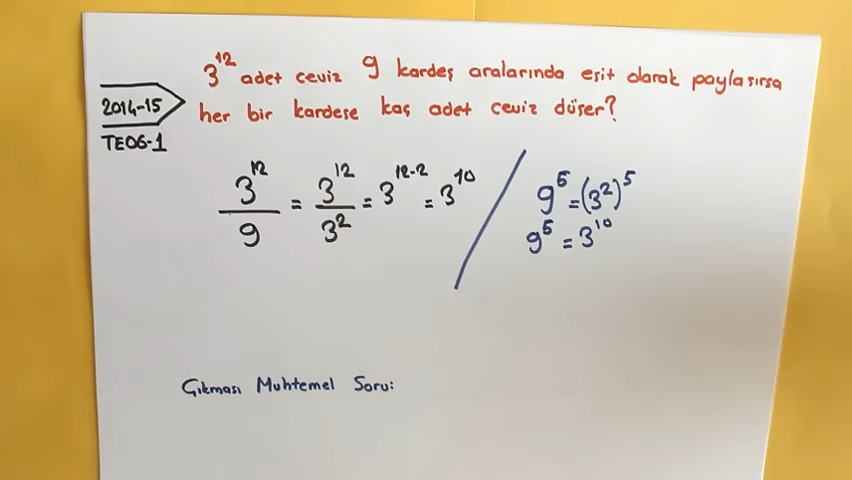 3^12 adet ceviz 9 kardeş aralarında eşit olarak paylaşırsa
her bir kardeşe kaç adet ceviz düşer?
2014-15
TEOG-1
3^12/9 = 3^12/3^2 = 3^12-2 = 3^10
9^5 = (3^2)^5
9^5 = 3^10
Çıkması Muhtemel Soru: